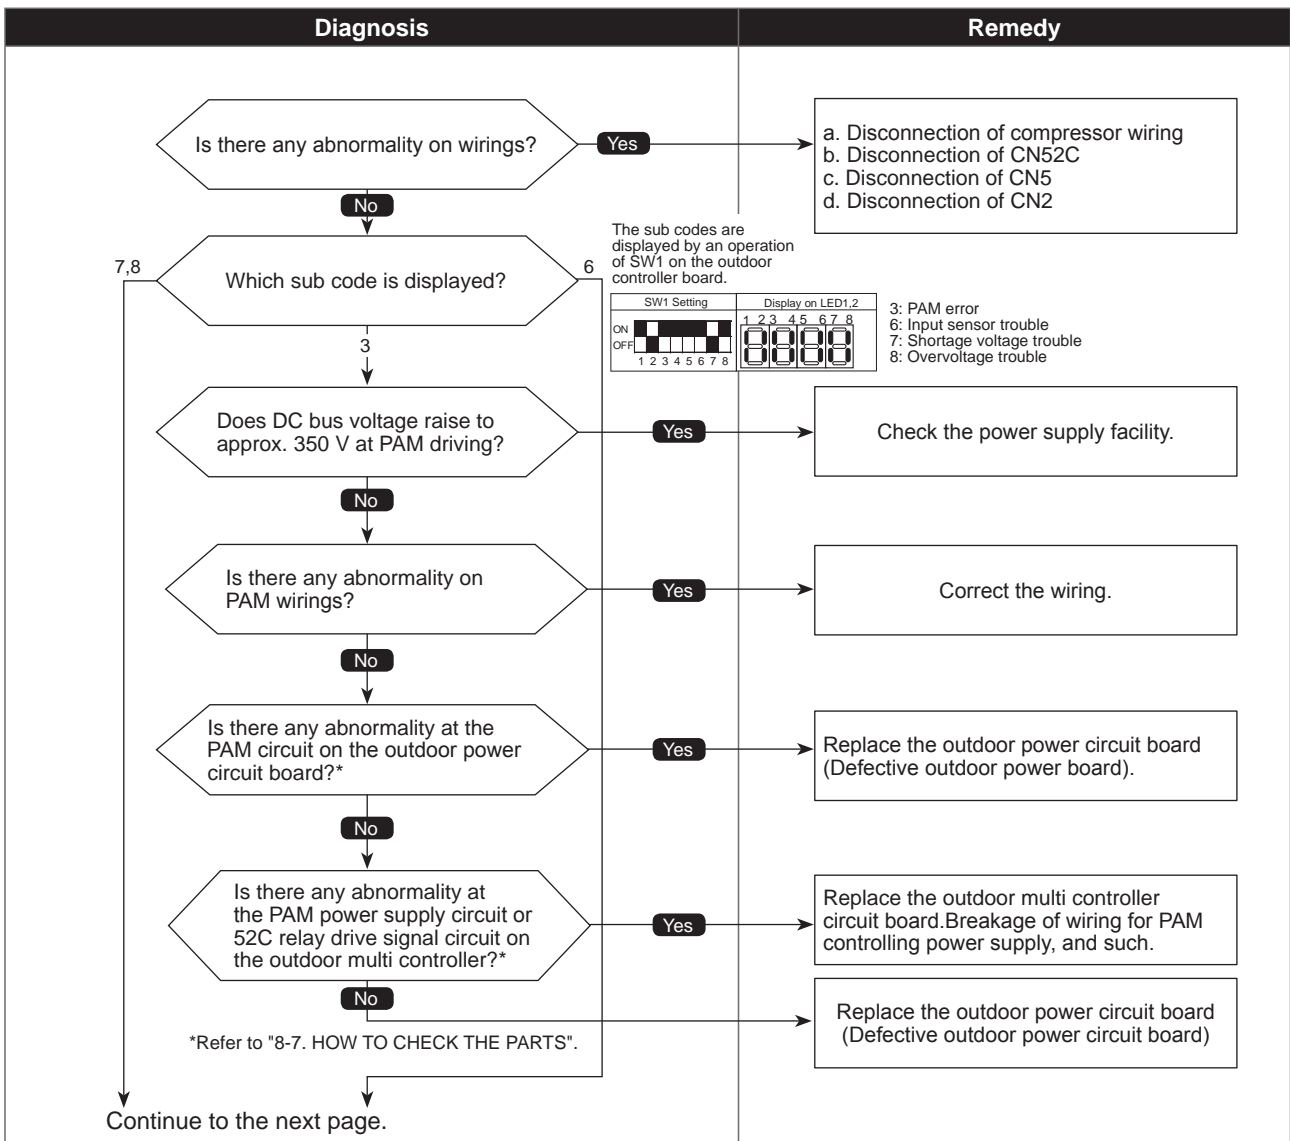 Diagnosis
Remedy
Is there any abnormality on wirings?
Yes
a. Disconnection of compressor wiring
b. Disconnection of CN52C
c. Disconnection of CN5
d. Disconnection of CN2
No
The sub codes are
displayed by an operation
of SW1 on the outdoor
controller board.
7,8
Which sub code is displayed?
6
SW1 Setting
Display on LED1,2
ON
OFF
1 2 3 4 5 6 7 8
1 2 3 4 5 6 7 8
3: PAM error
6: Input sensor trouble
7: Shortage voltage trouble
8: Overvoltage trouble
3
Does DC bus voltage raise to
approx. 350 V at PAM driving?
Yes
Check the power supply facility.
No
Is there any abnormality on
PAM wirings?
Yes
Correct the wiring.
No
Is there any abnormality at the
PAM circuit on the outdoor power
circuit board?*
Yes
Replace the outdoor power circuit board
(Defective outdoor power board).
No
Is there any abnormality at
the PAM power supply circuit or
52C relay drive signal circuit on
the outdoor multi controller?*
Yes
Replace the outdoor multi controller
circuit board.Breakage of wiring for PAM
controlling power supply, and such.
No
Replace the outdoor power circuit board
(Defective outdoor power circuit board)
*Refer to "8-7. HOW TO CHECK THE PARTS".
Continue to the next page.